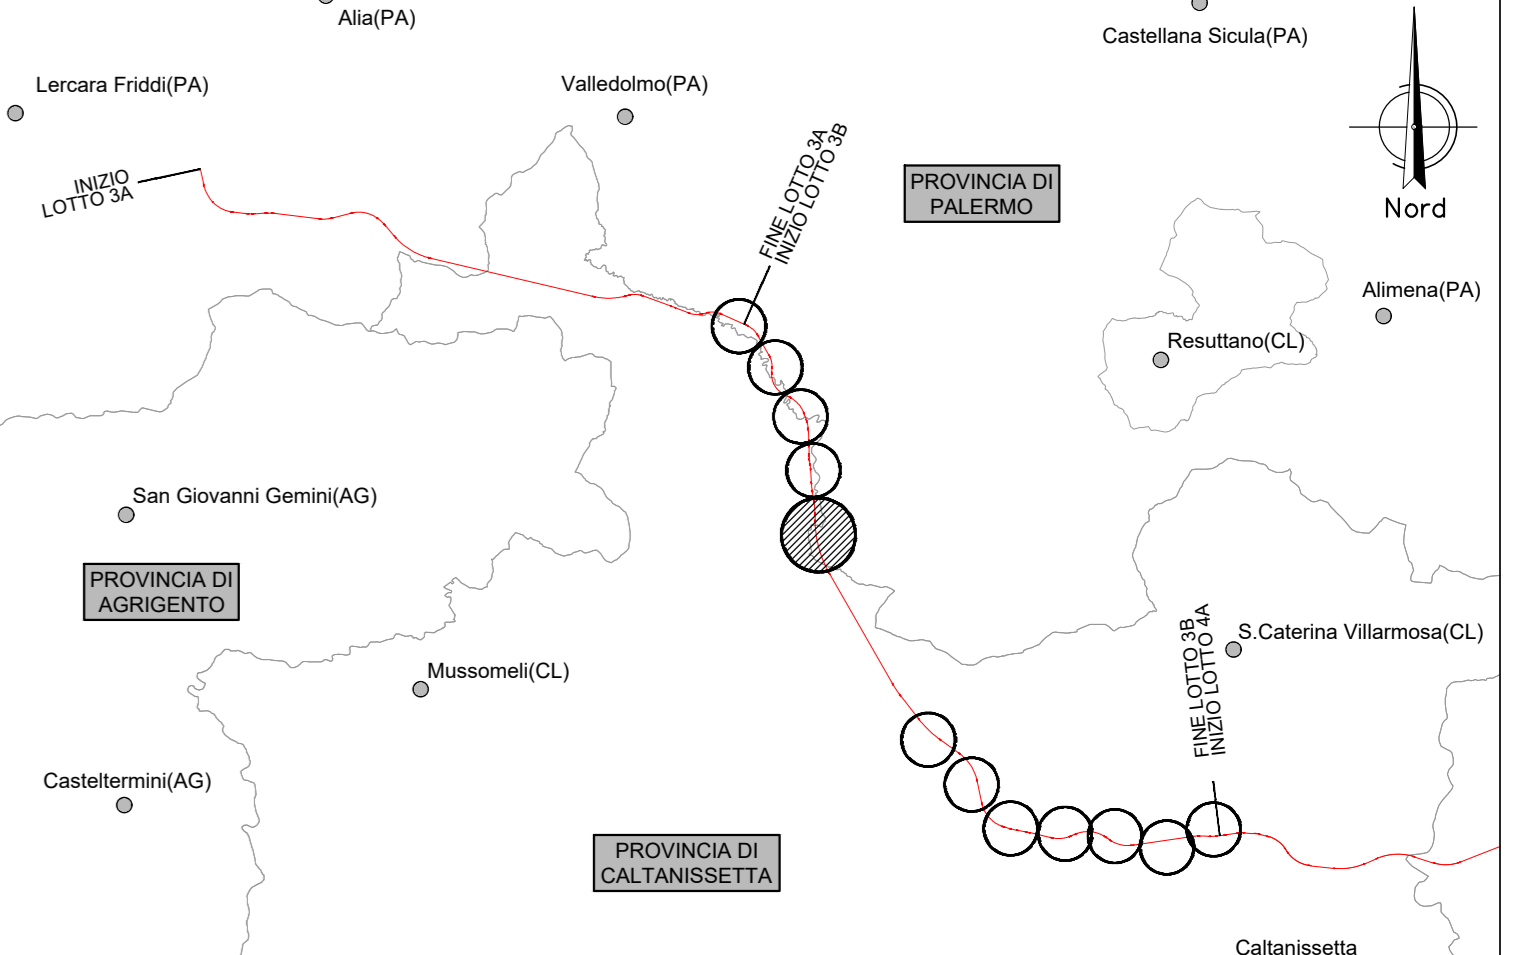 Alia(PA)
Castellana Sicula(PA)
Lercara Friddi(PA)
Valledolmo(PA)
INIZIO
LOTTO 3A
FINE LOTTO 3A
INIZIO LOTTO 3B
PROVINCIA DI
PALERMO
Nord
Alimena(PA)
Resuttano(CL)
San Giovanni Gemini(AG)
PROVINCIA DI
AGRIGENTO
FINE LOTTO 3B
INIZIO LOTTO 4A
S.Caterina Villarmosa(CL)
Mussomeli(CL)
Casteltermini(AG)
PROVINCIA DI
CALTANISSETTA
Caltanissetta